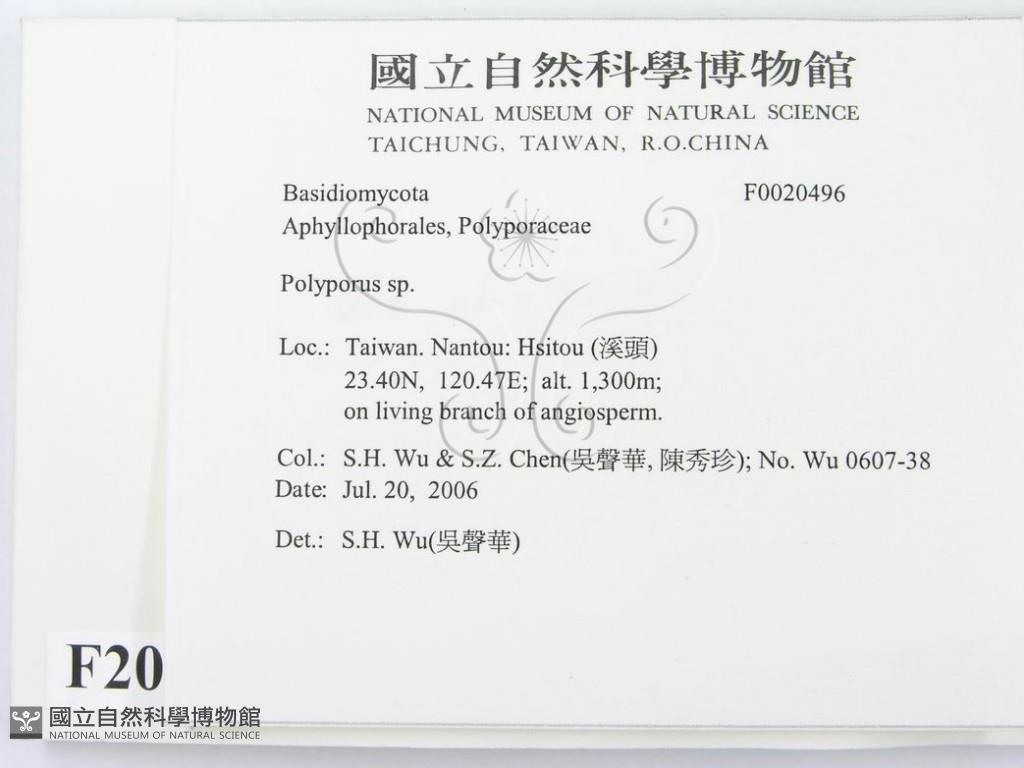 國立自然科學博物館
NATIONAL MUSEUM OF NATURAL SCIENCE
TAICHUNG, TAIWAN, R.O.CHINA
Basidiomycota F0020496
Aphyllophorales, Polyporaceae
Polyporus sp.
Loc.: Taiwan. Nantou: Hsitou (溪頭)
23.40N, 120.47E; alt. 1,300m;
on living branch of angiosperm.
Col.: S.H. Wu & S.Z. Chen(吳聲華, 陳秀珍); No. Wu 0607-38
Date: Jul. 20, 2006
Det.: S.H. Wu(吳聲華)
F20
國立自然科學博物館
NATIONAL MUSEUM OF NATURAL SCIENCE